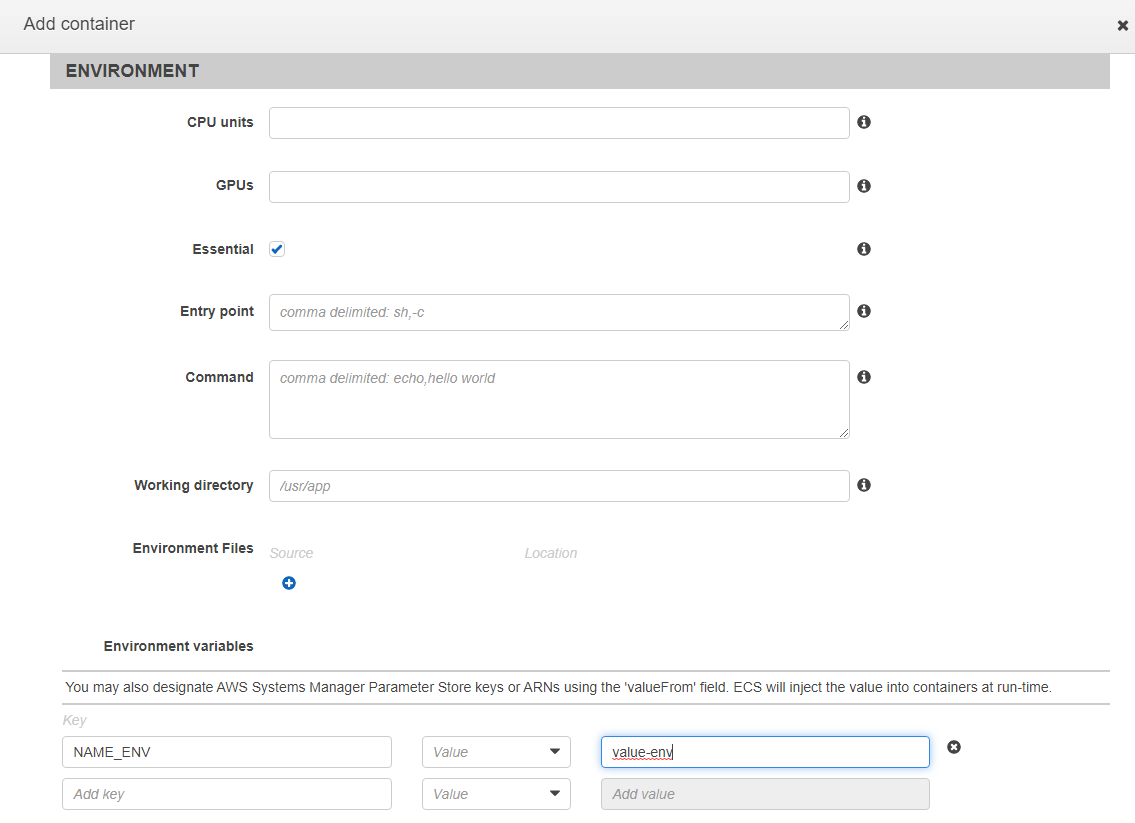 Add container
ENVIRONMENT
CPU units
GPUs
Essential
Entry point
comma delimited: sh,-c
Command
comma delimited: echo,hello world
Working directory
/usr/app
Environment Files
Source Location
Environment variables
You may also designate AWS Systems Manager Parameter Store keys or ARNs using the 'valueFrom' field. ECS will inject the value into containers at run-time.
Key
NAME_ENV Value value-env
Add key Value Add value